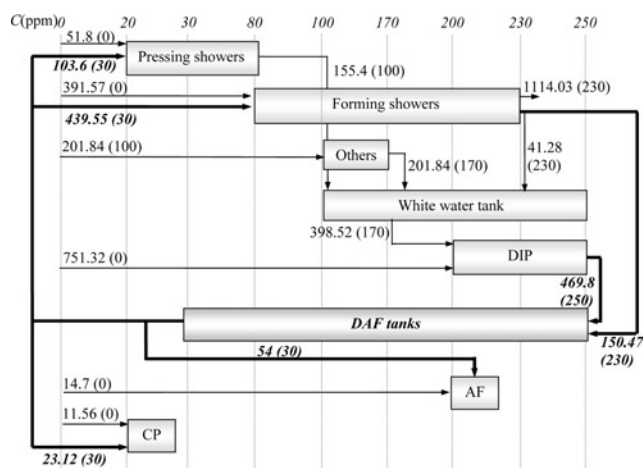 C(ppm) 0 20 30 80 100 170 200 230 250
51.8 (0)
Pressing showers
103.6 (30)
155.4 (100)
391.57 (0)
1114.03 (230)
Forming showers
439.55 (30)
201.84 (100)
Others
201.84 (170)
41.28
(230)
White water tank
398.52 (170)
DIP
751.32 (0)
469.8
(250)
DAF tanks
150.47
(230)
54 (30)
14.7 (0)
AF
11.56 (0)
CP
23.12 (30)